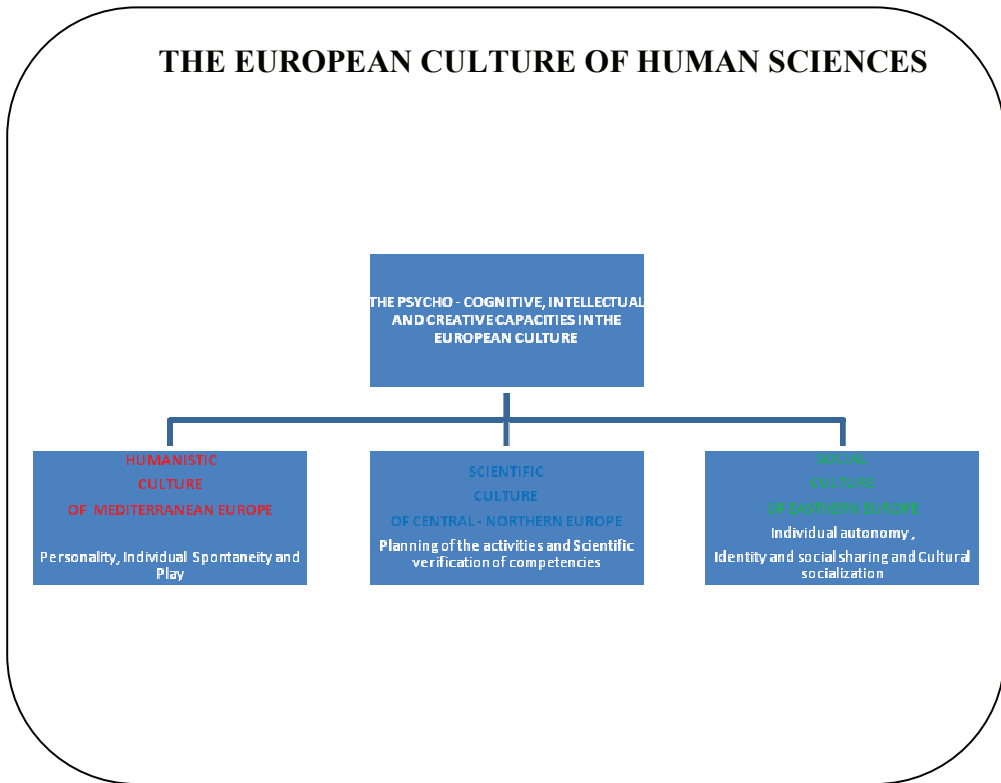 THE EUROPEAN CULTURE OF HUMAN SCIENCES
THE PSYCHO - COGNITIVE, INTELLECTUAL
AND CREATIVE CAPACITIES IN THE
EUROPEAN CULTURE
HUMANISTIC
CULTURE
OF MEDITERRANEAN EUROPE
Personality, Individual Spontaneity and
Play
SCIENTIFIC
CULTURE
OF CENTRAL - NORTHERN EUROPE
Planning of the activities and Scientific
verification of competencies
SOCIAL
CULTURE
OF EASTHERN EUROPE
Individual autonomy ,
Identity and social sharing and Cultural
socialization